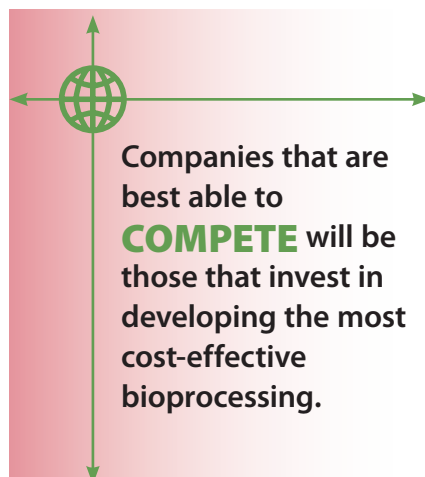 Companies that are
best able to
COMPETE will be
those that invest in
developing the most
cost-effective
bioprocessing.